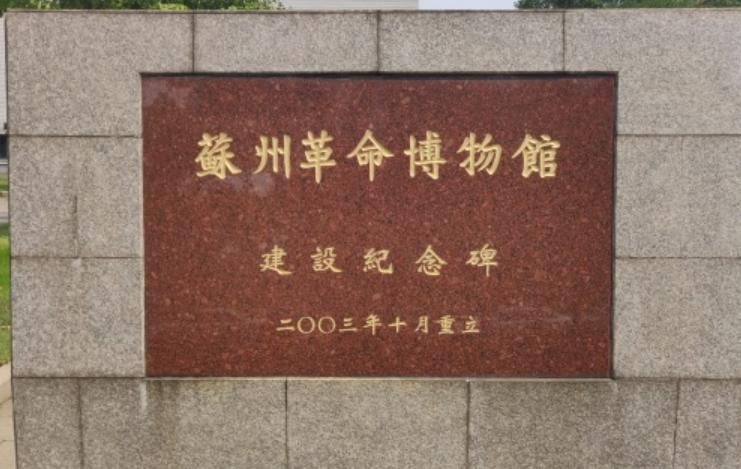 蘇州革命博物館
建設紀念碑
二〇〇三年十月重立